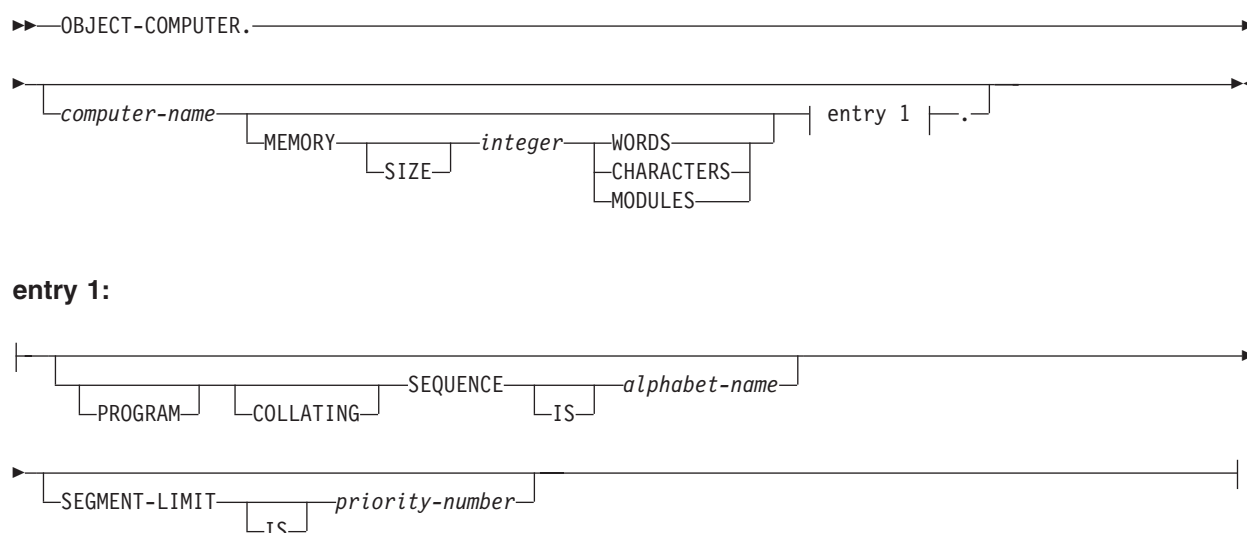 OBJECT-COMPUTER.
computer-name entry 1 .
MEMORY integer WORDS
SIZE CHARACTERS
MODULES
entry 1:
SEQUENCE alphabet-name
PROGRAM COLLATING IS
SEGMENT-LIMIT priority-number
IS